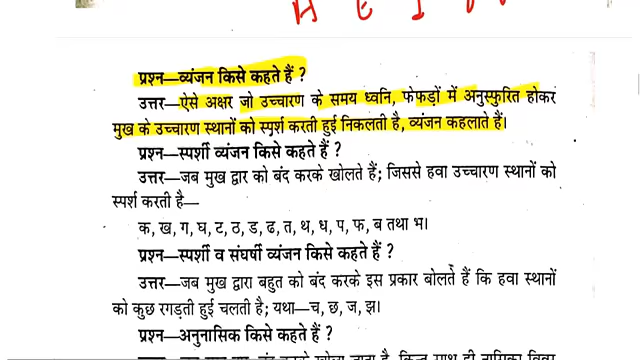 A E I
प्रश्न—व्यंजन किसे कहते हैं ?
उत्तर—ऐसे अक्षर जो उच्चारण के समय ध्वनि, फेफड़ों में अनुस्फुरित होकर
मुख के उच्चारण स्थानों को स्पर्श करती हुई निकलती है, व्यंजन कहलाते हैं।
प्रश्न—स्पर्शी व्यंजन किसे कहते हैं ?
उत्तर—जब मुख द्वार को बंद करके खोलते हैं; जिससे हवा उच्चारण स्थानों को
स्पर्श करती है—
क, ख, ग, घ, ट, ठ, ड, ढ, त, थ, ध, प, फ, ब तथा भ।
प्रश्न—स्पर्शी व संघर्षी व्यंजन किसे कहते हैं ?
उत्तर—जब मुख द्वारा बहुत को बंद करके इस प्रकार बोलते हैं कि हवा स्थानों
को कुछ रगड़ती हुई चलती है; यथा—च, छ, ज, झ।
प्रश्न—अनुनासिक किसे कहते हैं ?